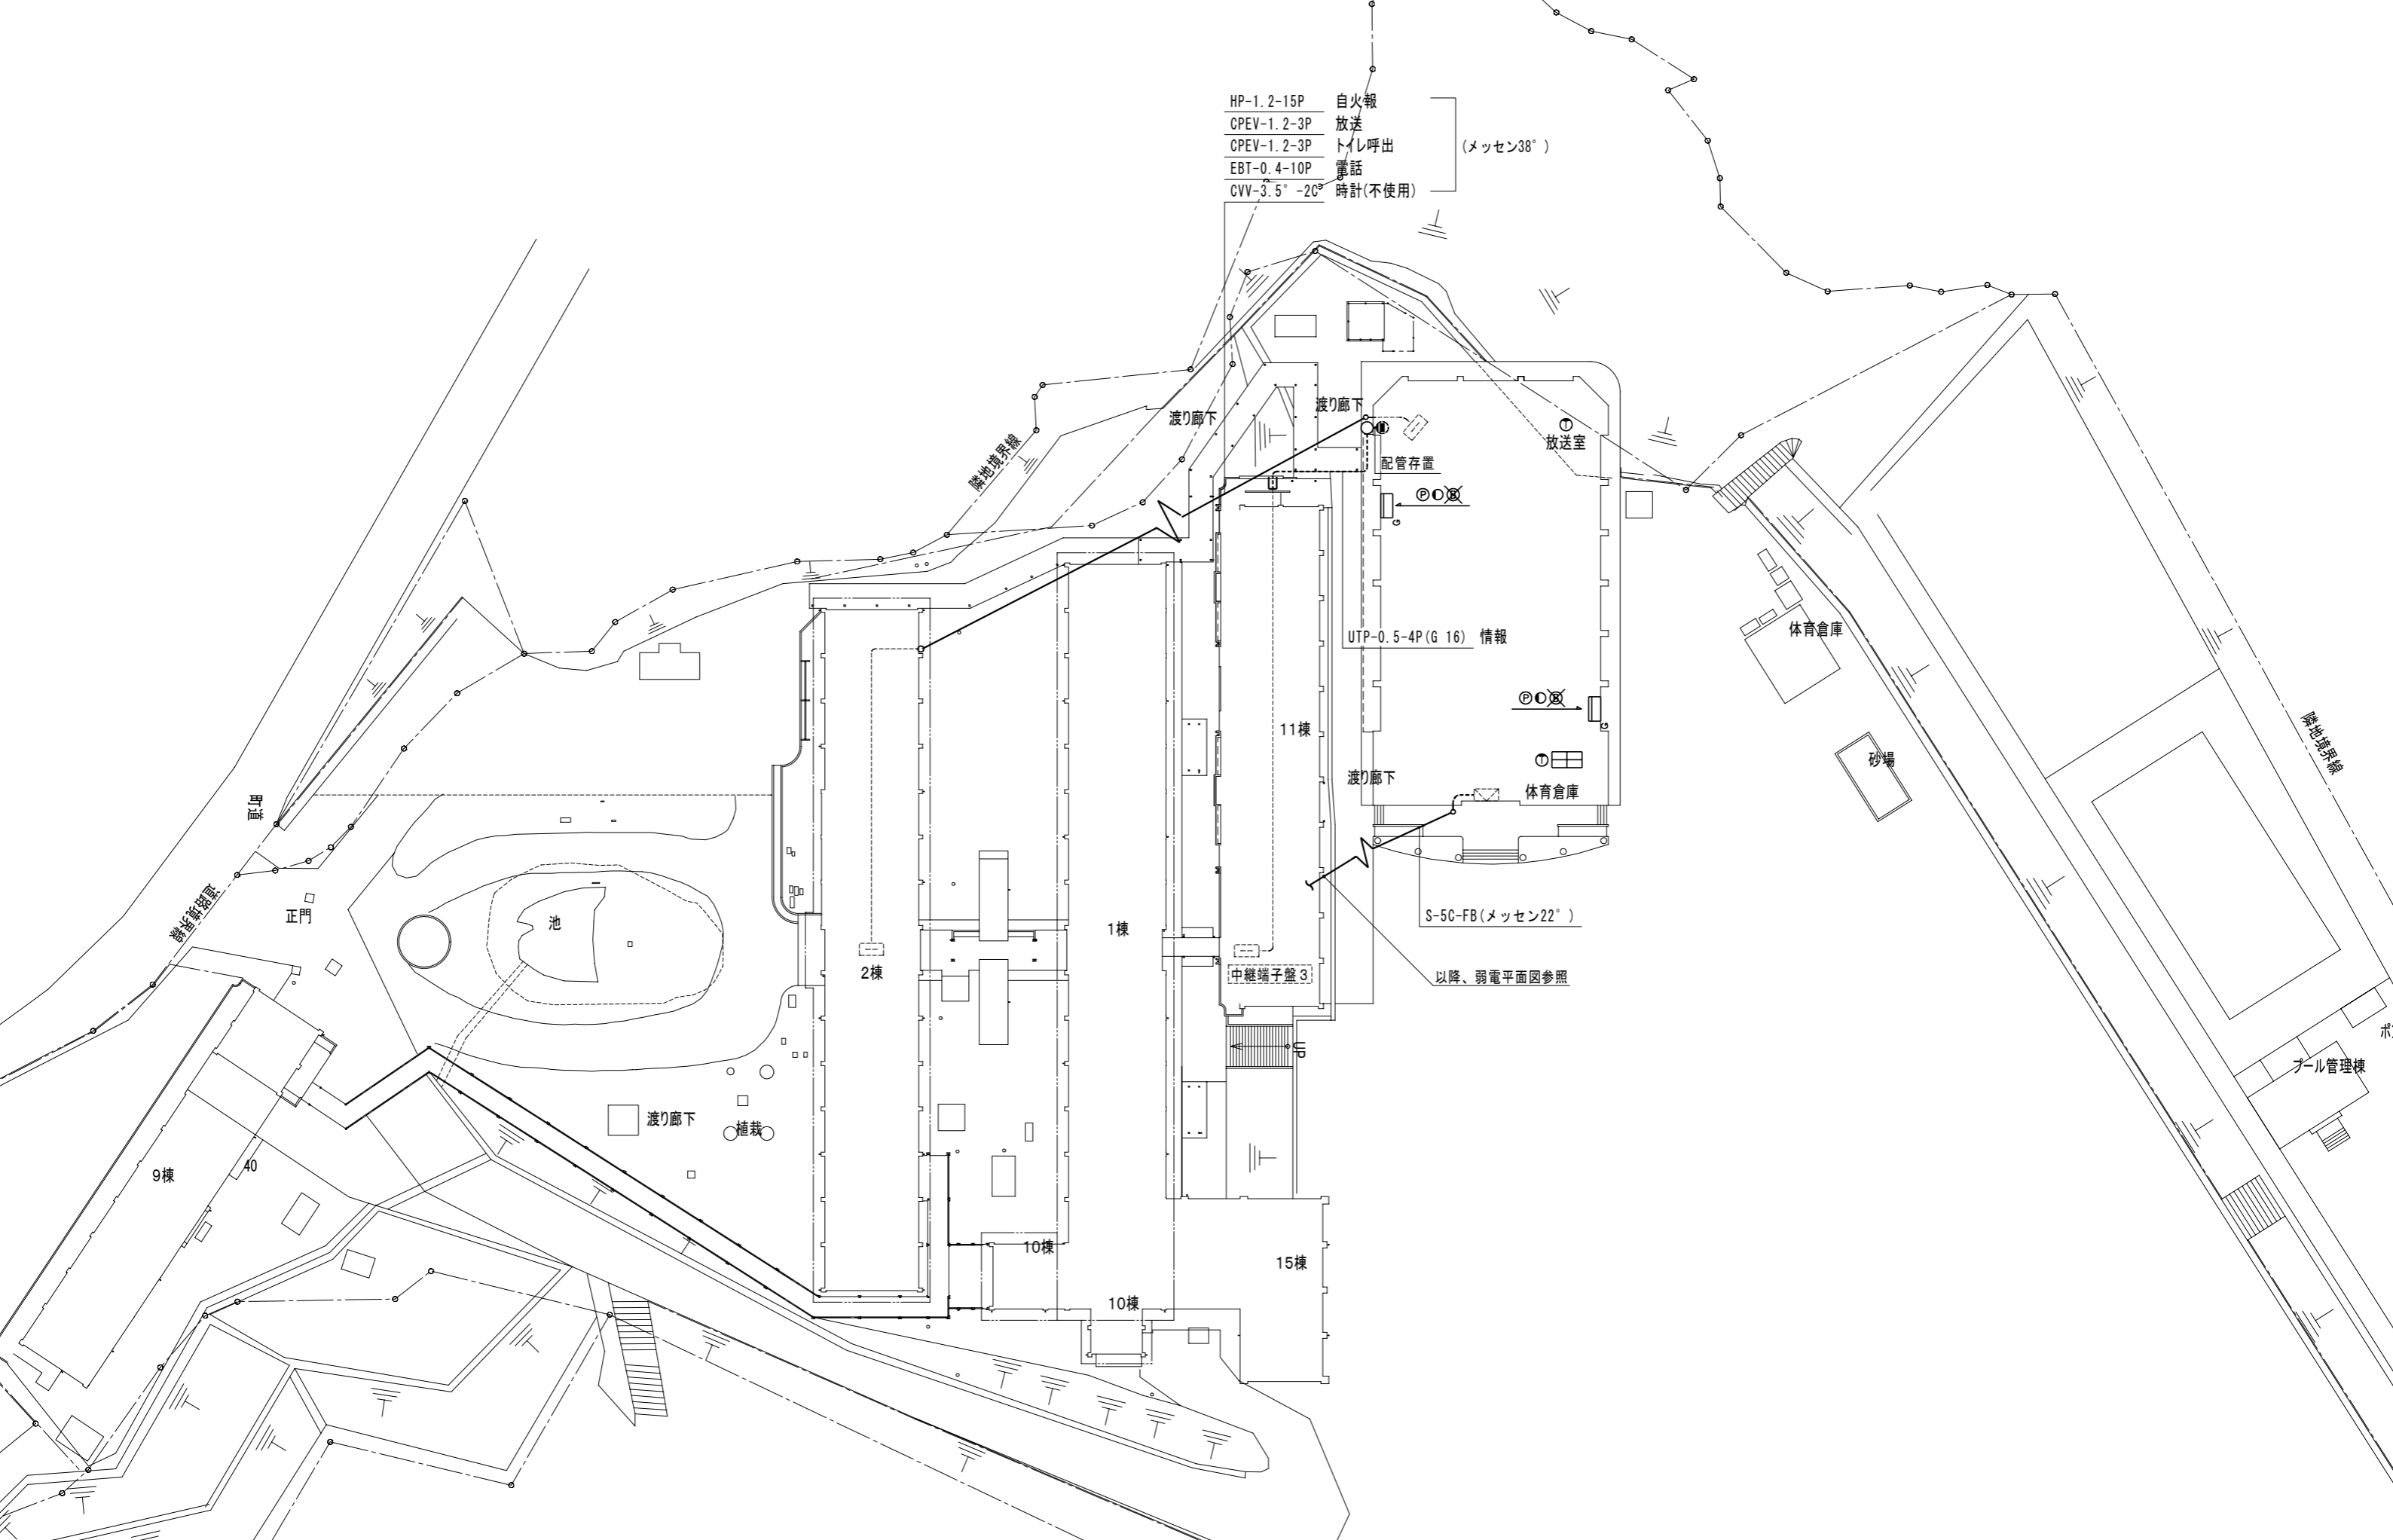 HP-1.2-15P 自火報
CPEV-1.2-3P 放送
CPEV-1.2-3P トイレ呼出
EBT-0.4-10P 電話
CVV-3.5°-2C 時計(不使用)
(メッセン38°)
渡り廊下
渡り廊下
放送室
隣地境界線
配管存置
P
G
UTP-0.5-4P(G 16) 情報
体育倉庫
P
G
11棟
隣地境界線
砂場
渡り廊下
体育倉庫
町道
道路境界線
正門
池
1棟
2棟
S-5C-FB(メッセン22°)
中継端子盤3
以降、弱電平面図参照
UP
プール管理棟
渡り廊下
植栽
9棟
40
10棟
15棟
10棟